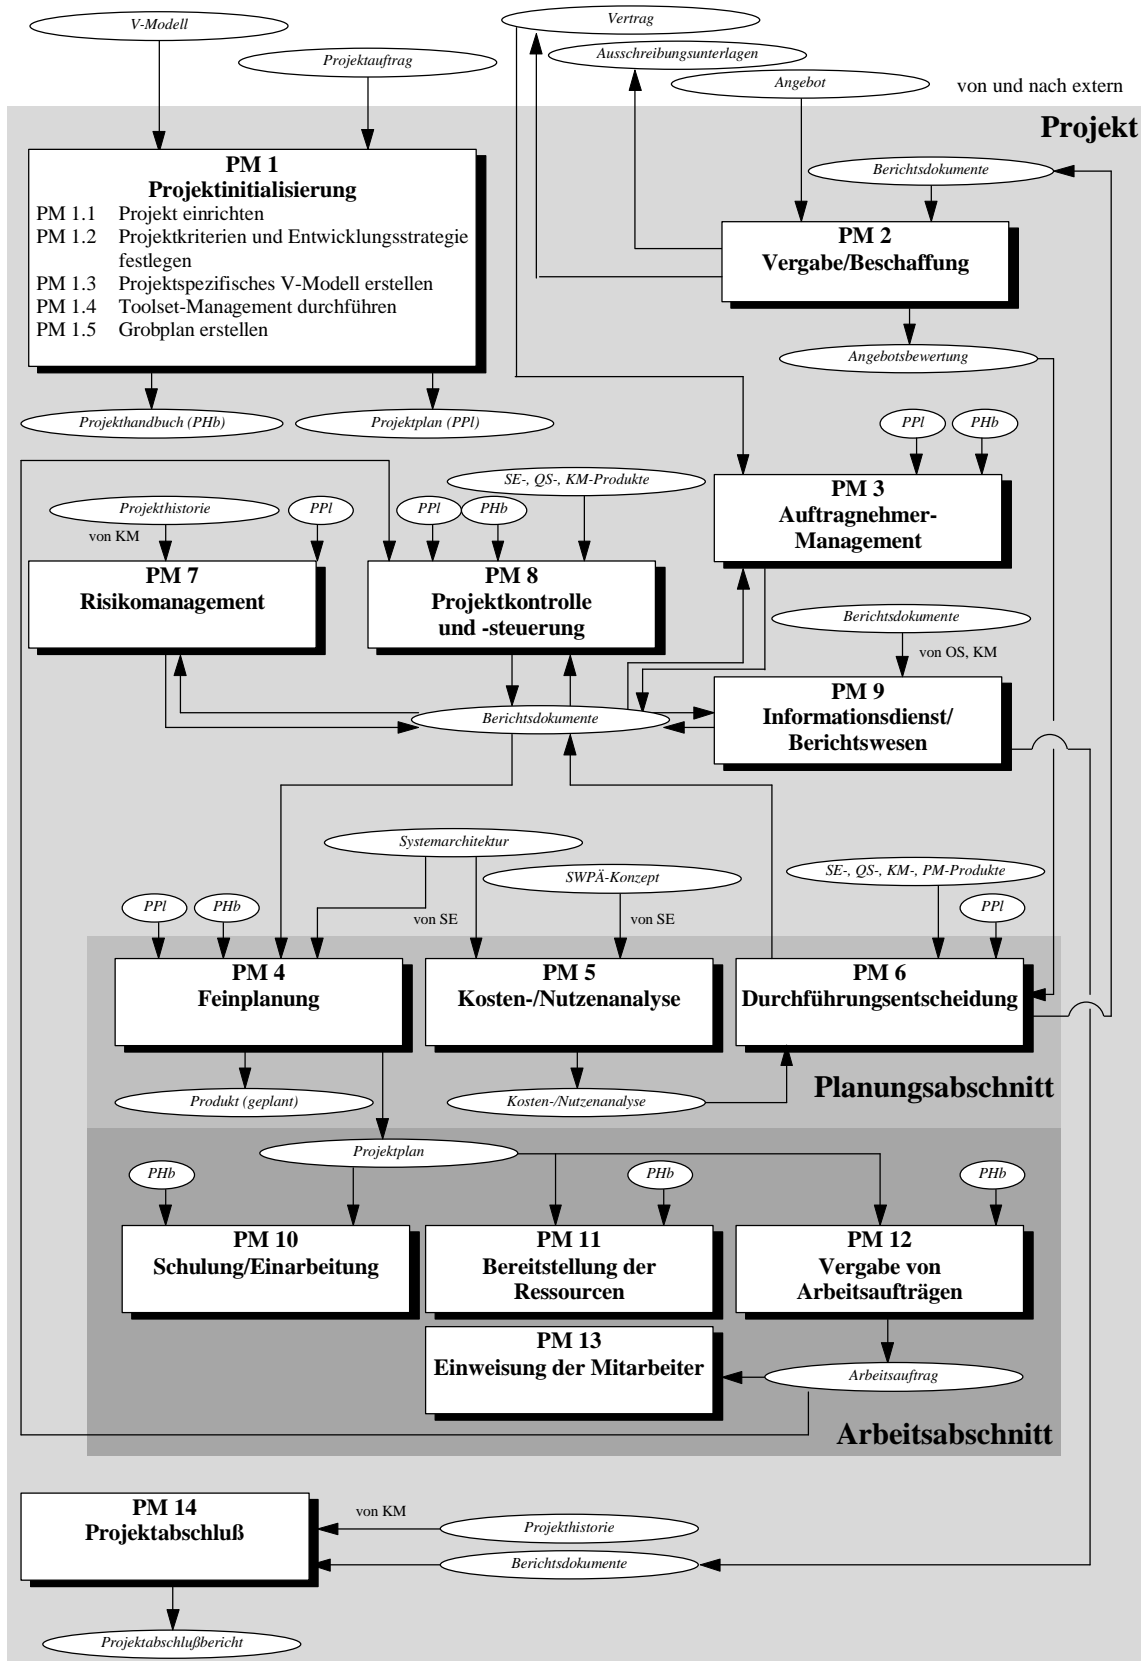 V-Modell
Vertrag
Projektauftrag
Ausschreibungsunterlagen
Angebot
von und nach extern
Projekt
PM 1
Projektinitialisierung
PM 1.1 Projekt einrichten
PM 1.2 Projektkriterien und Entwicklungsstrategie
festlegen
PM 1.3 Projektspezifisches V-Modell erstellen
PM 1.4 Toolset-Management durchführen
PM 1.5 Grobplan erstellen
Berichtsdokumente
PM 2
Vergabe/Beschaffung
Angebotsbewertung
Projekthandbuch (PHb)
Projektplan (PPl)
PPl
PHb
SE-, QS-, KM-Produkte
PM 3
Auftragnehmer-
Management
Projekthistorie
von KM
PPl
PPl
PHb
PM 7
Risikomanagement
PM 8
Projektkontrolle
und -steuerung
Berichtsdokumente
von OS, KM
PM 9
Informationsdienst/
Berichtswesen
Berichtsdokumente
Systemarchitektur
SWPÄ-Konzept
SE-, QS-, KM-, PM-Produkte
PPl
PHb
von SE
von SE
PPl
PM 4
Feinplanung
PM 5
Kosten-/Nutzenanalyse
PM 6
Durchführungsentscheidung
Produkt (geplant)
Kosten-/Nutzenanalyse
Planungsabschnitt
Projektplan
PHb
PHb
PHb
PM 10
Schulung/Einarbeitung
PM 11
Bereitstellung der
Ressourcen
PM 12
Vergabe von
Arbeitsaufträgen
PM 13
Einweisung der Mitarbeiter
Arbeitsauftrag
Arbeitsabschnitt
PM 14
Projektabschluß
von KM
Projekthistorie
Berichtsdokumente
Projektabschlußbericht